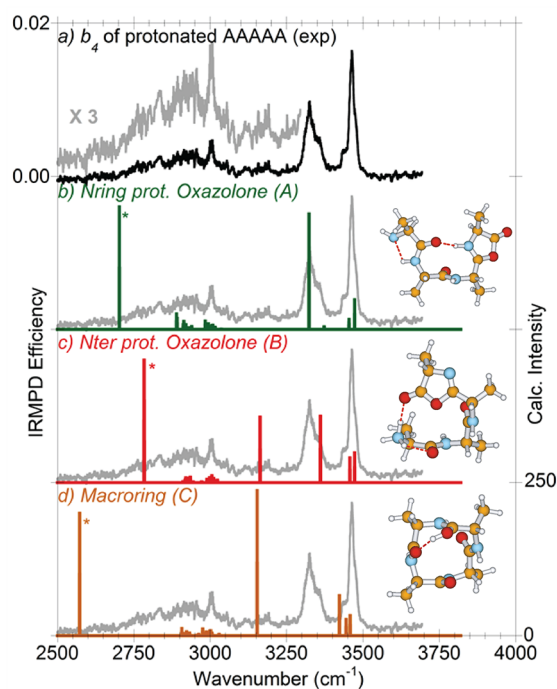 0.02
a) b4 of protonated AAAAA (exp)
X 3
0.00
b) Nring prot. Oxazolone (A)
*
c) Nter prot. Oxazolone (B)
*
250
d) Macroring (C)
*
0
IRMPD Efficiency
Calc. Intensity
2500 2750 3000 3250 3500 3750 4000
Wavenumber (cm-1)